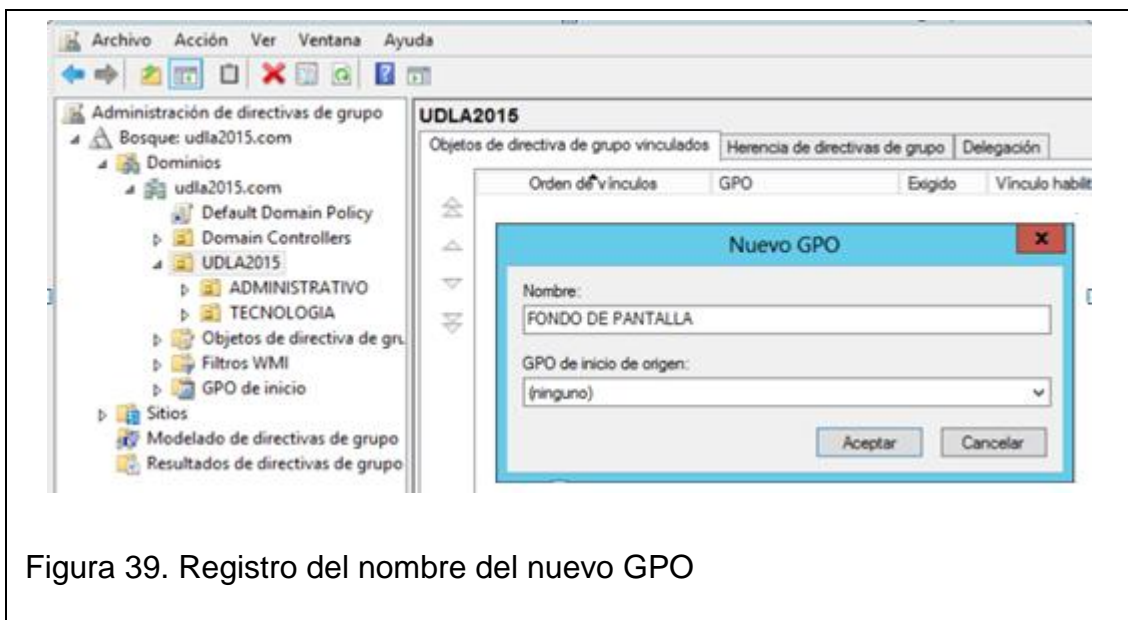 Archivo Acción Ver Ventana Ayuda
Administración de directivas de grupo
Bosque: udla2015.com
Dominios
udla2015.com
Default Domain Policy
Domain Controllers
UDLA2015
ADMINISTRATIVO
TECNOLOGIA
Objetos de directiva de gru
Filtros WMI
GPO de inicio
Sitios
Modelado de directivas de grupo
Resultados de directivas de grupo
UDLA2015
Objetos de directiva de grupo vinculados Herencia de directivas de grupo Delegación
Orden de vínculos GPO Exigido Vínculo habilit
Nuevo GPO
Nombre:
FONDO DE PANTALLA
GPO de inicio de origen:
(ninguno)
Aceptar Cancelar
Figura 39. Registro del nombre del nuevo GPO